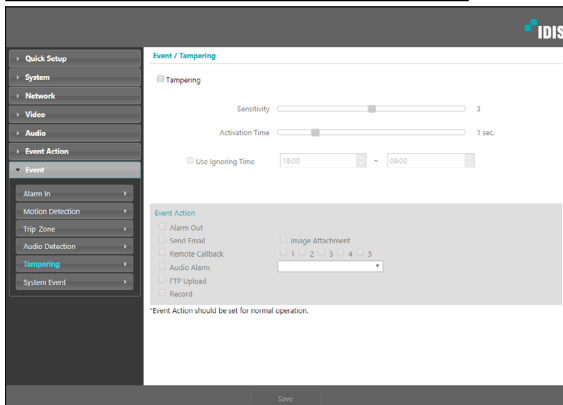 IDIS
Quick Setup
System
Network
Video
Audio
Event Action
Event
Alarm In
Motion Detection
Trip Zone
Audio Detection
Tampering
System Event
Event / Tampering
Tampering
Sensitivity 3
Activation Time 1 sec.
Use Ignoring Time 18:00 ~ 09:00
Event Action
Alarm Out
Send Email Image Attachment
Remote Callback 1 2 3 4 5
Audio Alarm
FTP Upload
Record
*Event Action should be set for normal operation.
Save